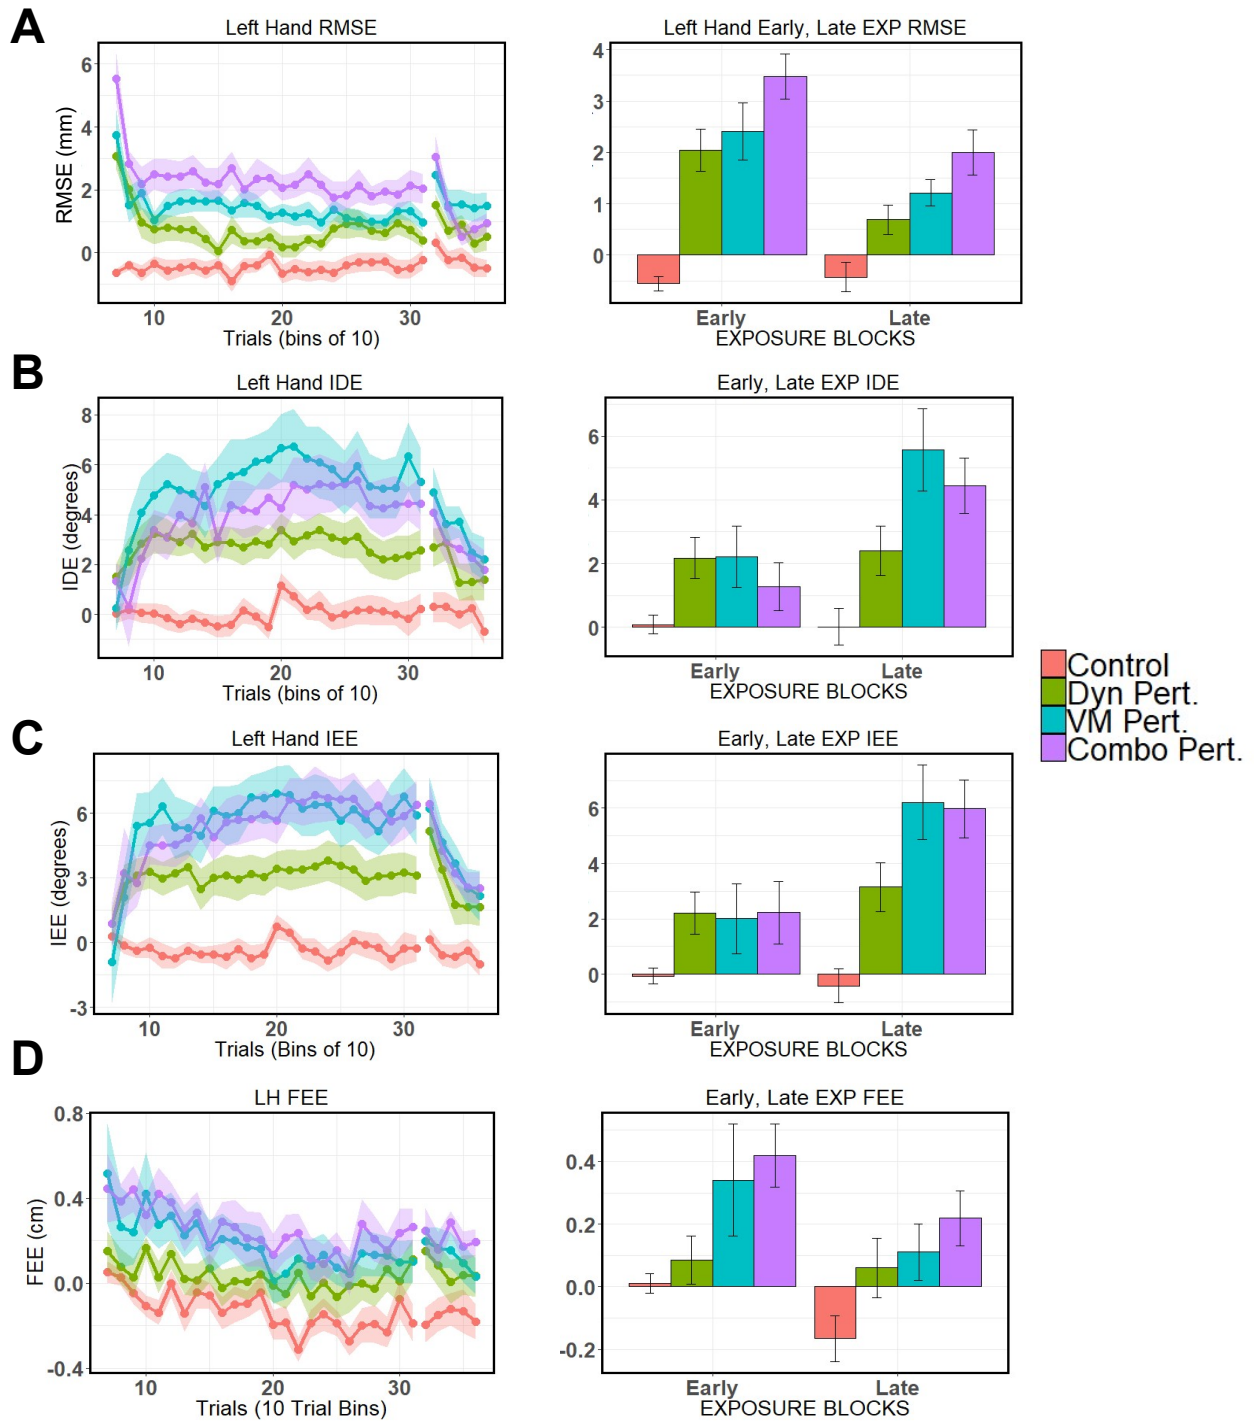 A
Left Hand RMSE
Left Hand Early, Late EXP RMSE
RMSE (mm)
6
4
2
0
10
20
30
Trials (bins of 10)
4
3
2
1
0
Early
Late
EXPOSURE BLOCKS
B
Left Hand IDE
Early, Late EXP IDE
IDE (degrees)
8
6
4
2
0
10
20
30
Trials (bins of 10)
6
4
2
0
Early
Late
EXPOSURE BLOCKS
Control
Dyn Pert.
VM Pert.
Combo Pert.
C
Left Hand IEE
Early, Late EXP IEE
IEE (degrees)
6
3
0
-3
10
20
30
Trials (Bins of 10)
6
4
2
0
Early
Late
EXPOSURE BLOCKS
D
LH FEE
Early, Late EXP FEE
FEE (cm)
0.8
0.4
0.0
-0.4
10
20
30
Trials (10 Trial Bins)
0.4
0.2
0.0
-0.2
Early
Late
EXPOSURE BLOCKS